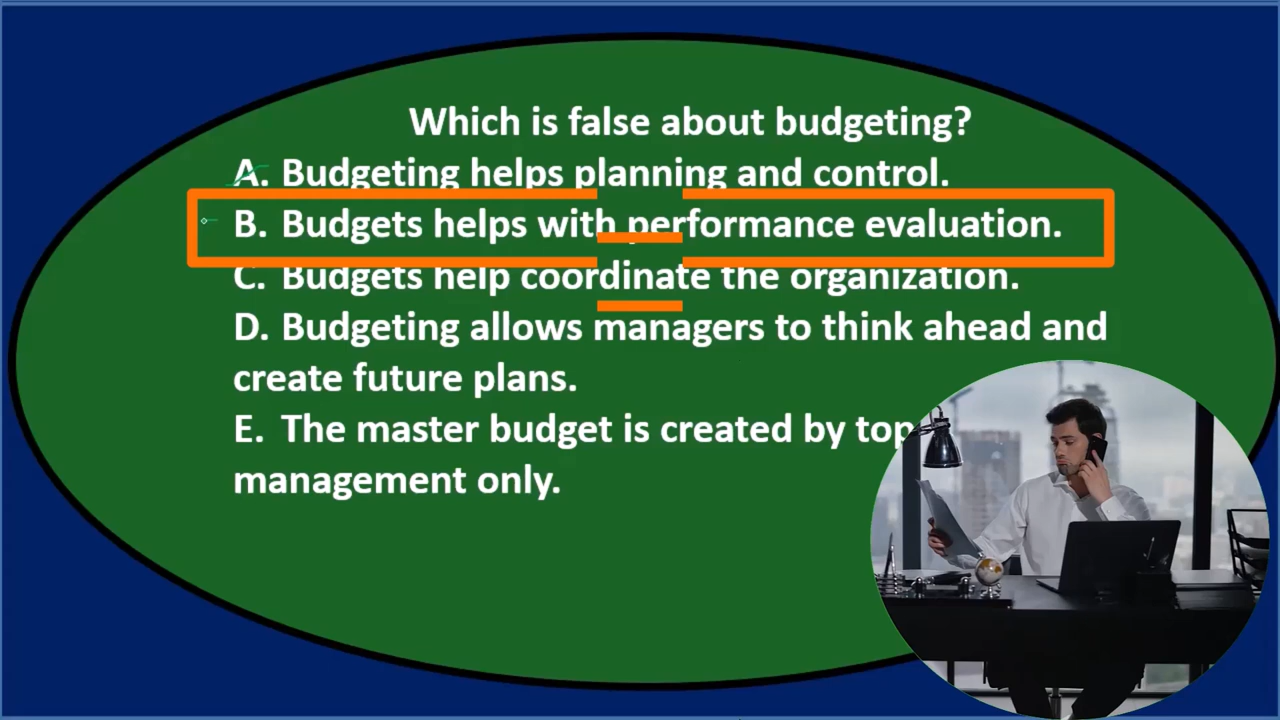 Which is false about budgeting?
A. Budgeting helps planning and control.
B. Budgets helps with performance evaluation.
C. Budgets help coordinate the organization.
D. Budgeting allows managers to think ahead and
create future plans.
E. The master budget is created by top
management only.